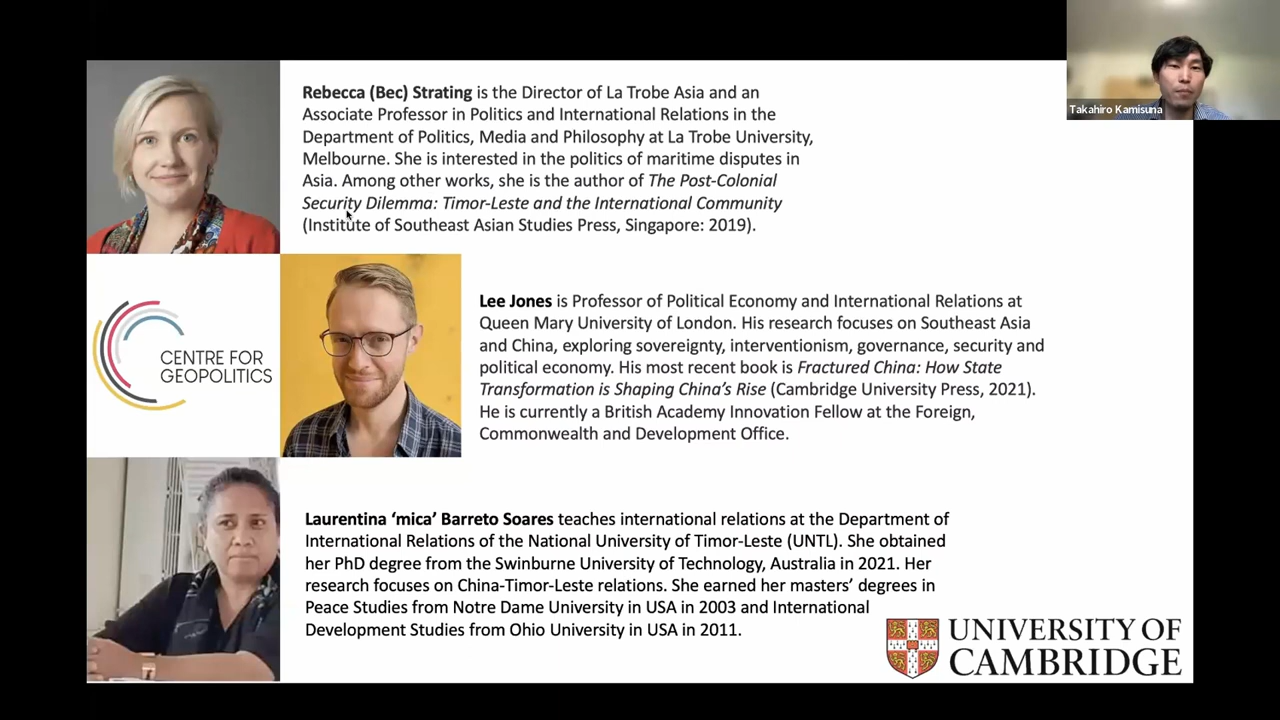 Takahiro Kamisuna
Rebecca (Bec) Strating is the Director of La Trobe Asia and an
Associate Professor in Politics and International Relations in the
Department of Politics, Media and Philosophy at La Trobe University,
Melbourne. She is interested in the politics of maritime disputes in
Asia. Among other works, she is the author of The Post-Colonial
Security Dilemma: Timor-Leste and the International Community
(Institute of Southeast Asian Studies Press, Singapore: 2019).
CENTRE FOR
GEOPOLITICS
Lee Jones is Professor of Political Economy and International Relations at
Queen Mary University of London. His research focuses on Southeast Asia
and China, exploring sovereignty, interventionism, governance, security and
political economy. His most recent book is Fractured China: How State
Transformation is Shaping China's Rise (Cambridge University Press, 2021).
He is currently a British Academy Innovation Fellow at the Foreign,
Commonwealth and Development Office.
Laurentina ‘mica’ Barreto Soares teaches international relations at the Department of
International Relations of the National University of Timor-Leste (UNTL). She obtained
her PhD degree from the Swinburne University of Technology, Australia in 2021. Her
research focuses on China-Timor-Leste relations. She earned her masters’ degrees in
Peace Studies from Notre Dame University in USA in 2003 and International
Development Studies from Ohio University in USA in 2011.
UNIVERSITY OF
CAMBRIDGE